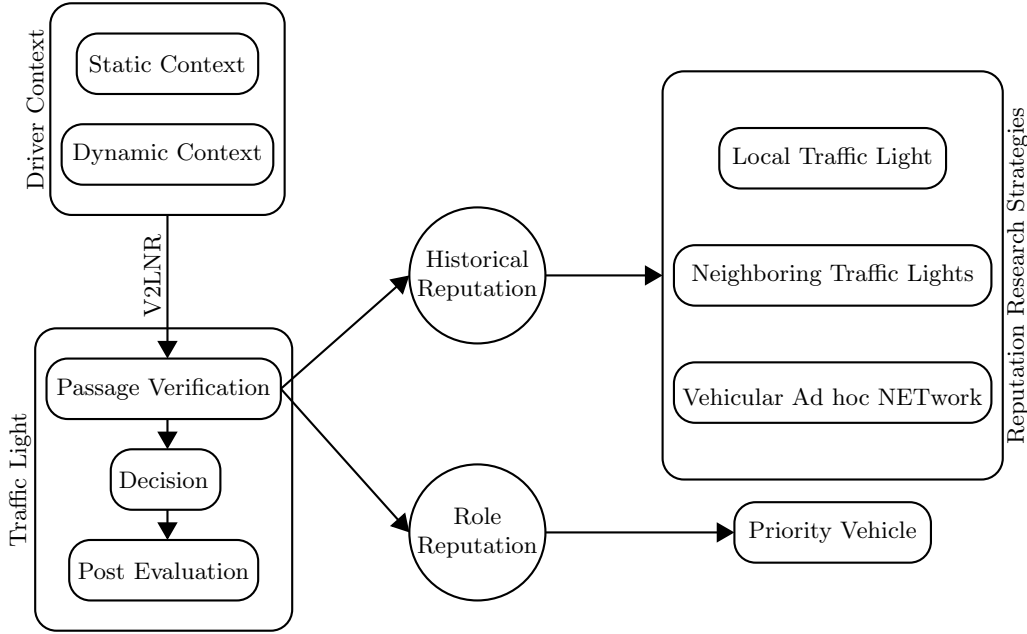 Driver Context
Static Context
Dynamic Context
V2LNR
Traffic Light
Passage Verification
Decision
Post Evaluation
Historical
Reputation
Role
Reputation
Reputation Research Strategies
Local Traffic Light
Neighboring Traffic Lights
Vehicular Ad hoc NETwork
Priority Vehicle